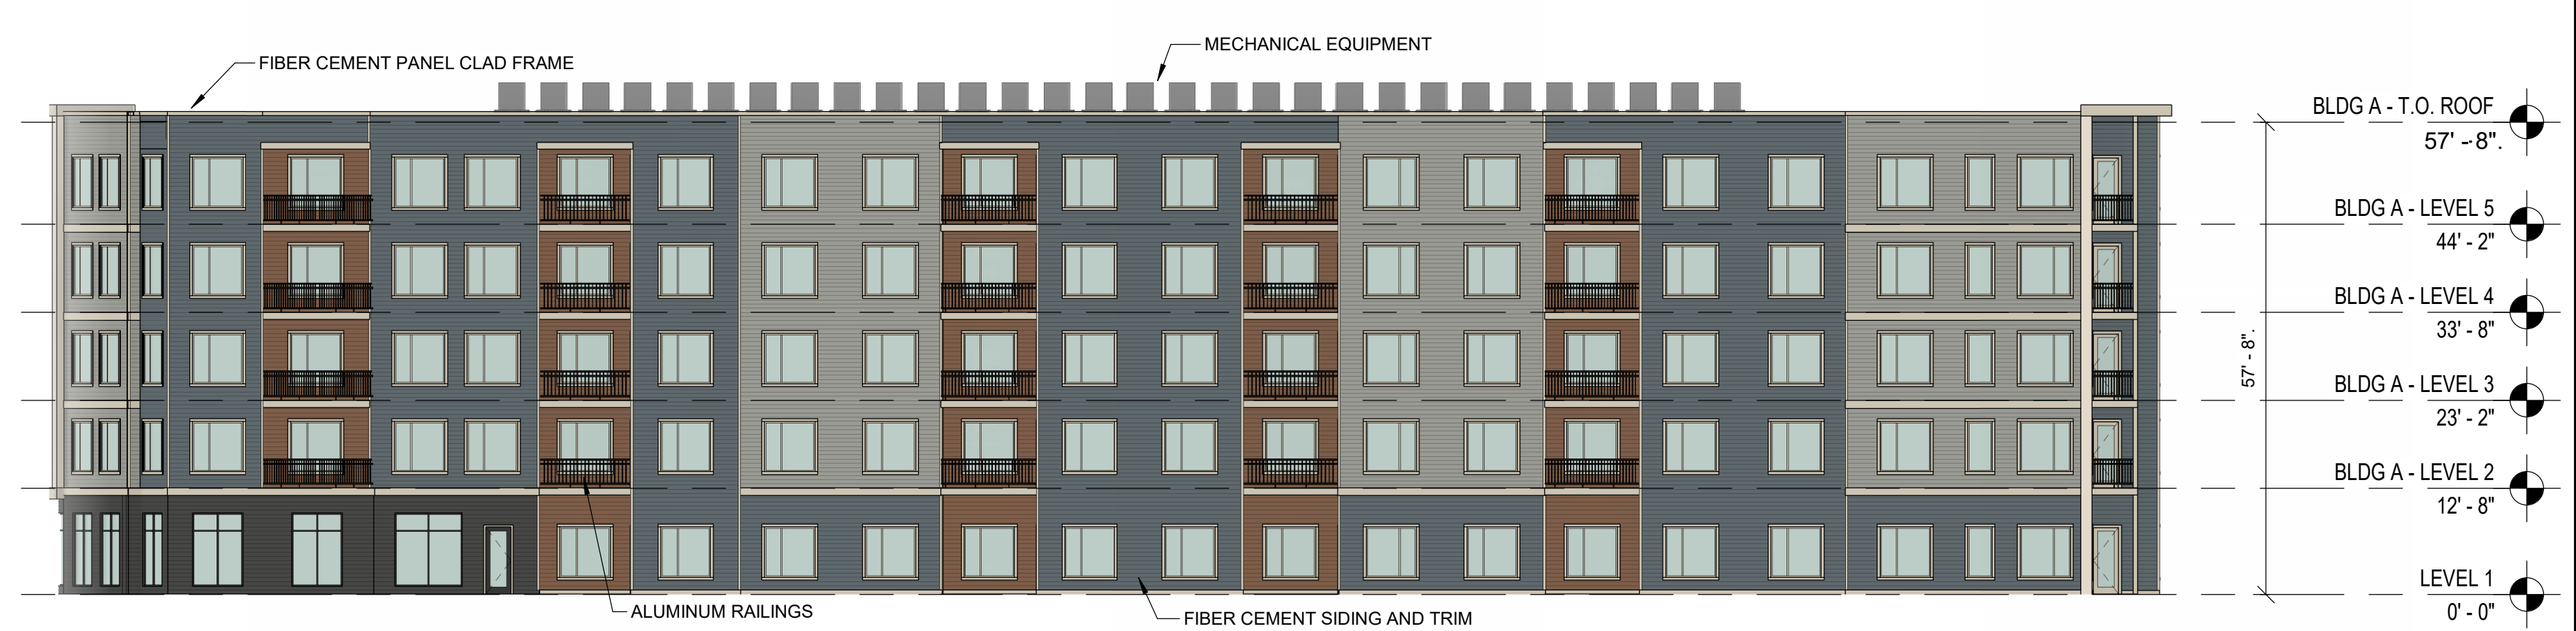 MECHANICAL EQUIPMENT
FIBER CEMENT PANEL CLAD FRAME
BLDG A - T.O. ROOF
57' - 8".
BLDG A - LEVEL 5
44' - 2"
BLDG A - LEVEL 4
33' - 8"
57' - 8".
BLDG A - LEVEL 3
23' - 2"
BLDG A - LEVEL 2
12' - 8"
LEVEL 1
0' - 0"
ALUMINUM RAILINGS
FIBER CEMENT SIDING AND TRIM